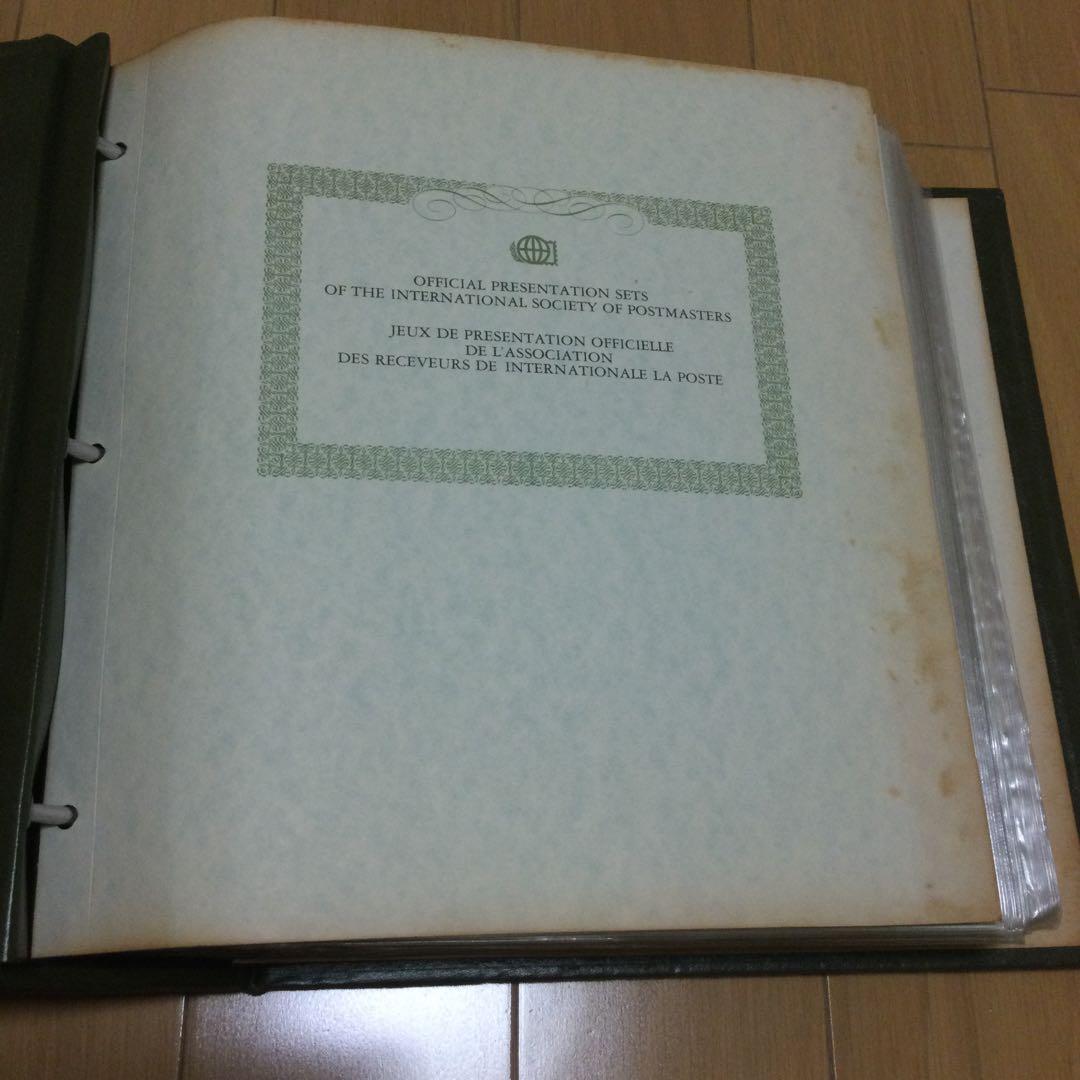 OFFICIAL PRESENTATION SETS
OF THE INTERNATIONAL SOCIETY OF POSTMASTERS
JEUX DE PRESENTATION OFFICIELLE
DE L'ASSOCIATION
DES RECEVEURS DE INTERNATIONALE LA POSTE